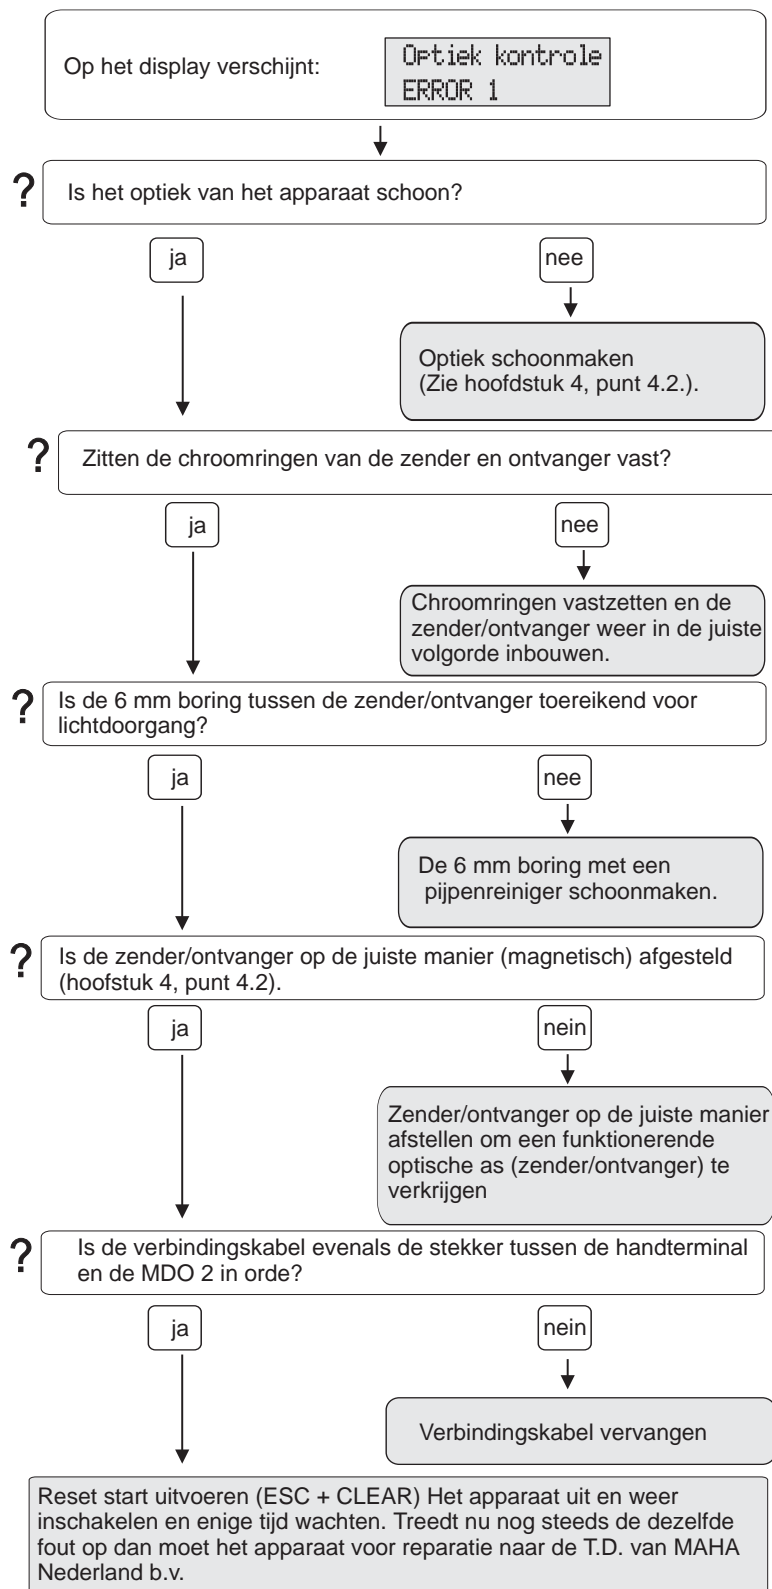 Op het display verschijnt:
Optiek kontrole
ERROR 1
?
Is het optiek van het apparaat schoon?
ja
nee
Optiek schoonmaken
(Zie hoofdstuk 4, punt 4.2.).
?
Zitten de chroomringen van de zender en ontvanger vast?
ja
nee
Chroomringen vastzetten en de
zender/ontvanger weer in de juiste
volgorde inbouwen.
?
Is de 6 mm boring tussen de zender/ontvanger toereikend voor
lichtdoorgang?
ja
nee
De 6 mm boring met een
pijpenreiniger schoonmaken.
?
Is de zender/ontvanger op de juiste manier (magnetisch) afgesteld
(hoofstuk 4, punt 4.2).
ja
nein
Zender/ontvanger op de juiste manier
afstellen om een funktionerende
optische as (zender/ontvanger) te
verkrijgen
?
Is de verbindingskabel evenals de stekker tussen de handterminal
en de MDO 2 in orde?
ja
nein
Verbindingskabel vervangen
Reset start uitvoeren (ESC + CLEAR) Het apparaat uit en weer
inschakelen en enige tijd wachten. Treedt nu nog steeds de dezelfde
fout op dan moet het apparaat voor reparatie naar de T.D. van MAHA
Nederland b.v.